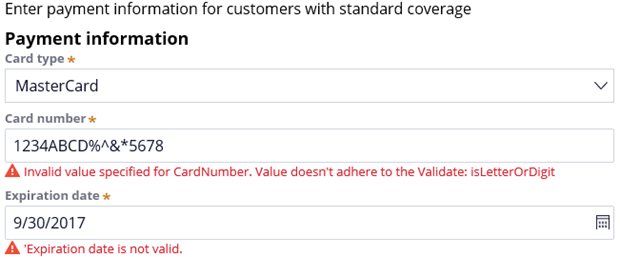 Enter payment information for customers with standard coverage
Payment information
Card type *
MasterCard
Card number *
1234ABCD%^&*5678
Invalid value specified for CardNumber. Value doesn't adhere to the Validate: isLetterOrDigit
Expiration date *
9/30/2017
'Expiration date is not valid.